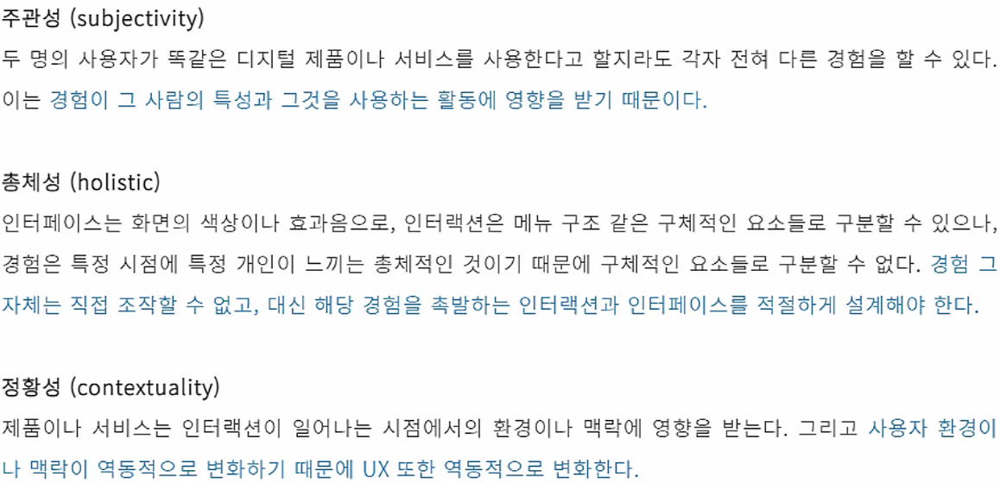 주관성 (subjectivity)
두 명의 사용자가 똑같은 디지털 제품이나 서비스를 사용한다고 할지라도 각자 전혀 다른 경험을 할 수 있다.
이는 경험이 그 사람의 특성과 그것을 사용하는 활동에 영향을 받기 때문이다.
총체성 (holistic)
인터페이스는 화면의 색상이나 효과음으로, 인터랙션은 메뉴 구조 같은 구체적인 요소들로 구분할 수 있으나,
경험은 특정 시점에 특정 개인이 느끼는 총체적인 것이기 때문에 구체적인 요소들로 구분할 수 없다. 경험 그
자체는 직접 조작할 수 없고, 대신 해당 경험을 촉발하는 인터랙션과 인터페이스를 적절하게 설계해야 한다.
정황성 (contextuality)
제품이나 서비스는 인터랙션이 일어나는 시점에서의 환경이나 맥락에 영향을 받는다. 그리고 사용자 환경이
나 맥락이 역동적으로 변화하기 때문에 UX 또한 역동적으로 변화한다.